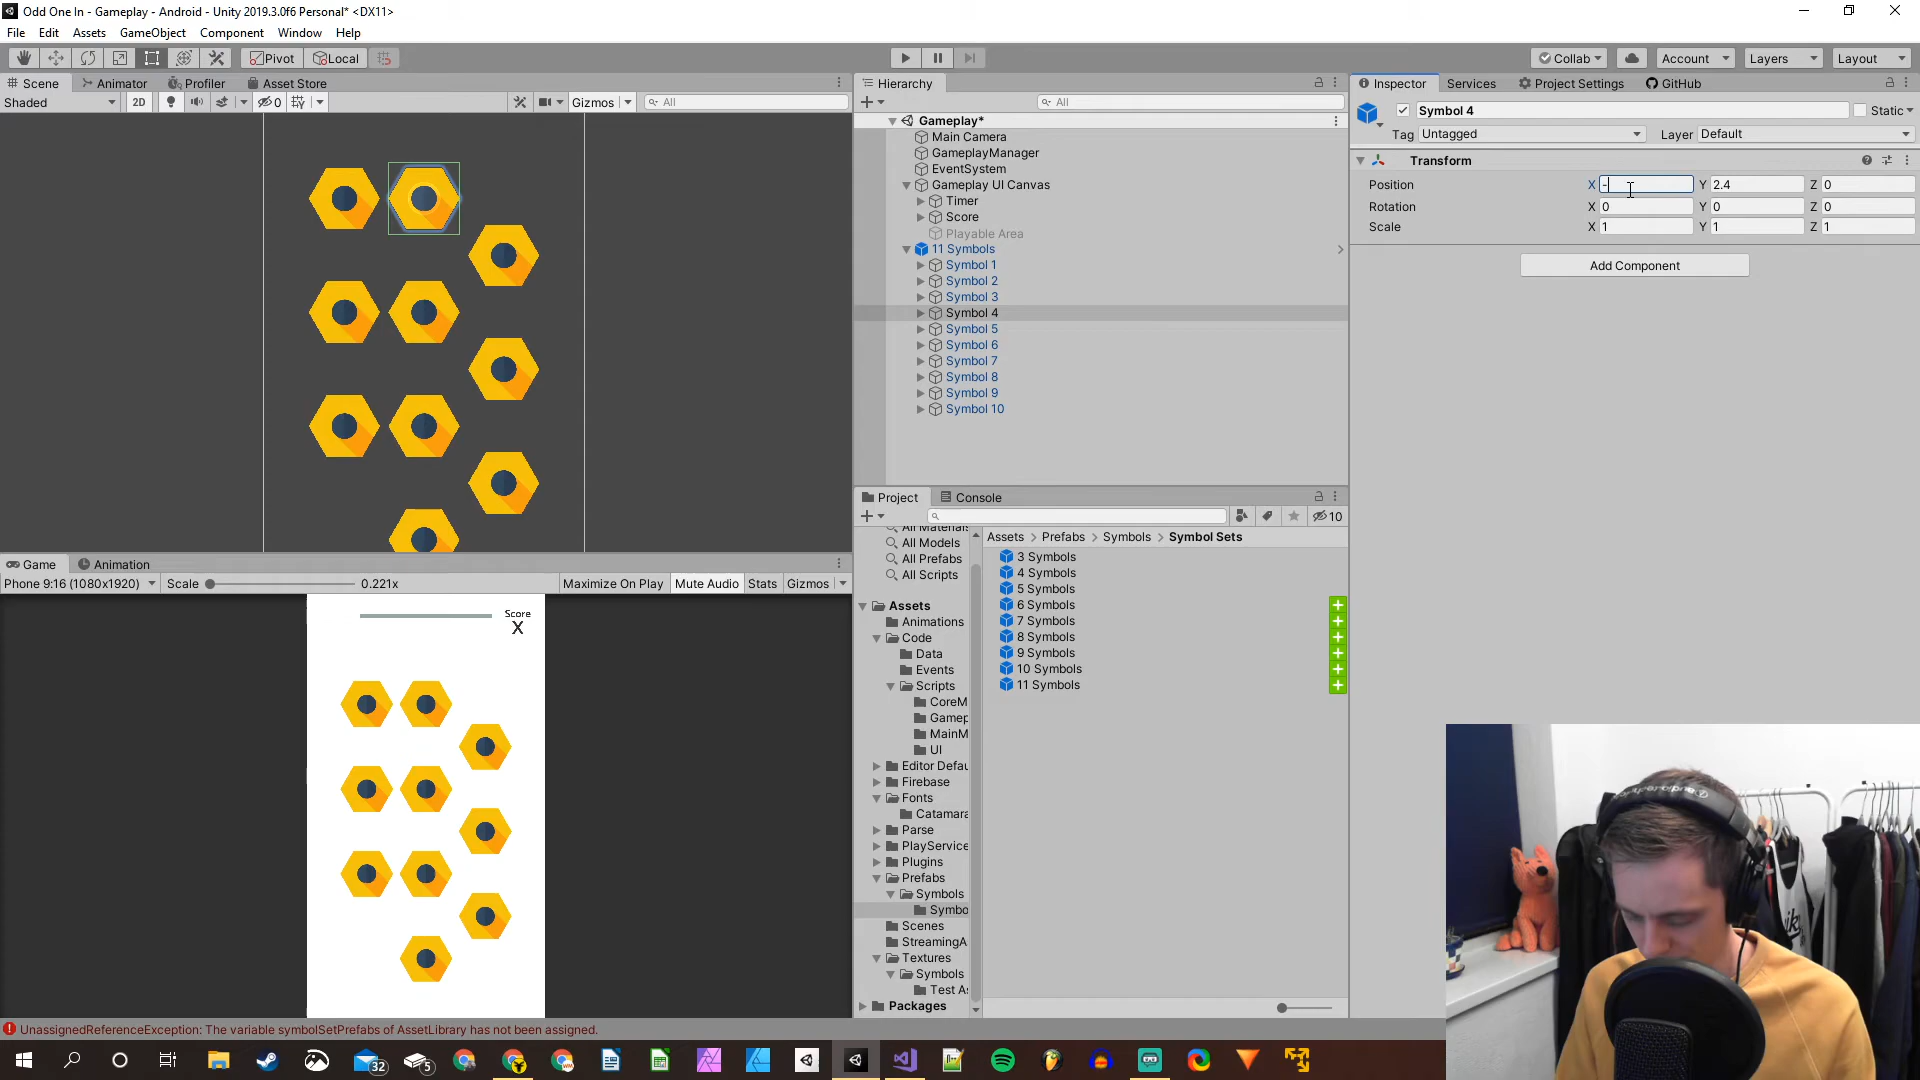 Odd One In - Gameplay - Android - Unity 2019.3.0f6 Personal* <DX11>
File Edit Assets GameObject Component Window Help
Pivot Local Collab Account Layers Layout
Scene Animator Profiler Asset Store
Shaded 2D 0 Gizmos All
Hierarchy
All
Gameplay*
Main Camera
GameplayManager
EventSystem
Gameplay UI Canvas
Timer
Score
Playable Area
11 Symbols
Symbol 1
Symbol 2
Symbol 3
Symbol 4
Symbol 5
Symbol 6
Symbol 7
Symbol 8
Symbol 9
Symbol 10
Inspector Services Project Settings GitHub
Symbol 4 Static
Tag Untagged Layer Default
Transform
Position X - Y 2.4 Z 0
Rotation X 0 Y 0 Z 0
Scale X 1 Y 1 Z 1
Add Component
Project Console
10
All Materials
All Models
All Prefabs
All Scripts
Assets
Animations
Code
Data
Events
Scripts
CoreM
Gamep
MainM
UI
Editor Defau
Firebase
Fonts
Catamara
Parse
PlayService
Plugins
Prefabs
Symbols
Symbo
Scenes
StreamingA
Textures
Symbols
Test As
Packages
Assets > Prefabs > Symbols > Symbol Sets
3 Symbols
4 Symbols
5 Symbols
6 Symbols
7 Symbols
8 Symbols
9 Symbols
10 Symbols
11 Symbols
Game Animation
Phone 9:16 (1080x1920) Scale 0.221x Maximize On Play Mute Audio Stats Gizmos
Score
X
UnassignedReferenceException: The variable symbolSetPrefabs of AssetLibrary has not been assigned.
32
5